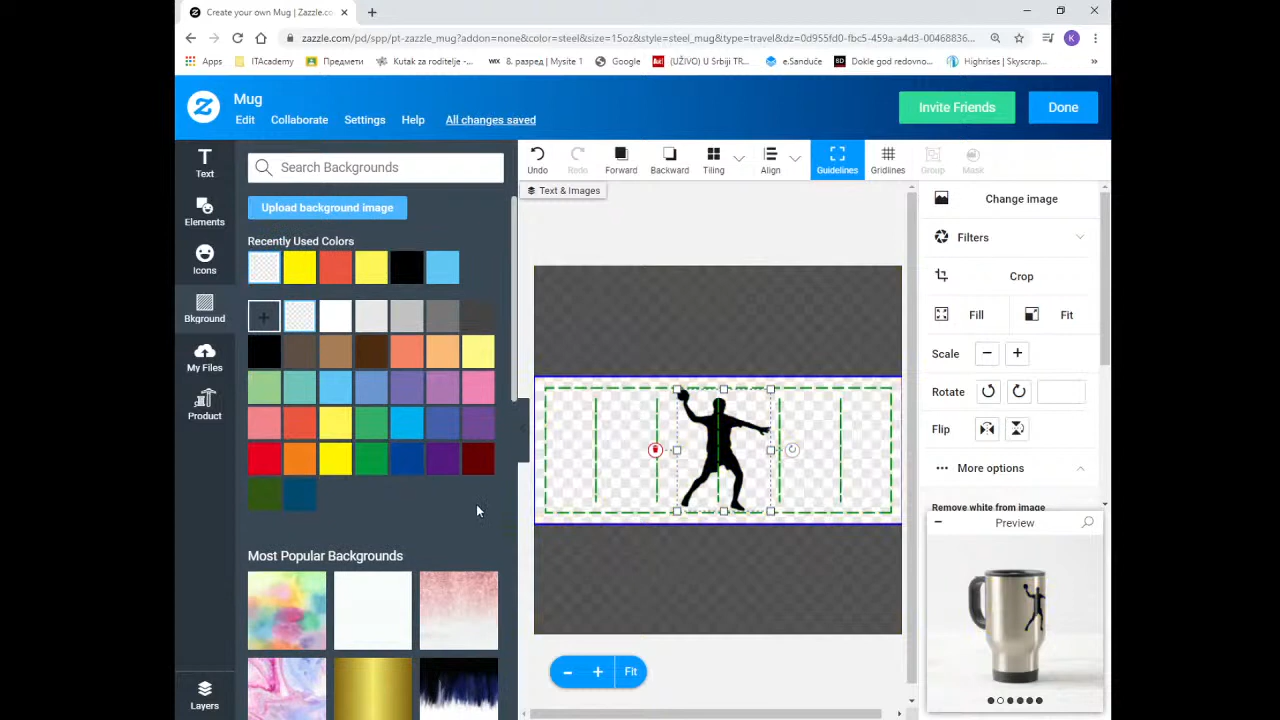 Create your own Mug | Zazzle.co
zazzle.com/pd/spp/pt-zazzle_mug?addon=none&color=steel&size=15oz&style=steel_mug&type=travel&dz=0d955fd0-fbc5-459a-a4d3-00468836...
K
Apps
ITAcademy
Предмети
Kutak za roditelje -...
WIX
8. разред | Mysite 1
Google
(UŽIVO) U Srbiji TR...
e.Sanduče
Dokle god redovno...
Highrises | Skyscrap...
Mug
Edit
Collaborate
Settings
Help
All changes saved
Invite Friends
Done
Text
Elements
Icons
Bkground
My Files
Product
Layers
Search Backgrounds
Upload background image
Recently Used Colors
Most Popular Backgrounds
Undo
Redo
Forward
Backward
Tiling
Align
Guidelines
Gridlines
Group
Mask
Text & Images
Fit
Change image
Filters
Crop
Fill
Fit
Scale
Rotate
Flip
More options
Remove white from image
Preview